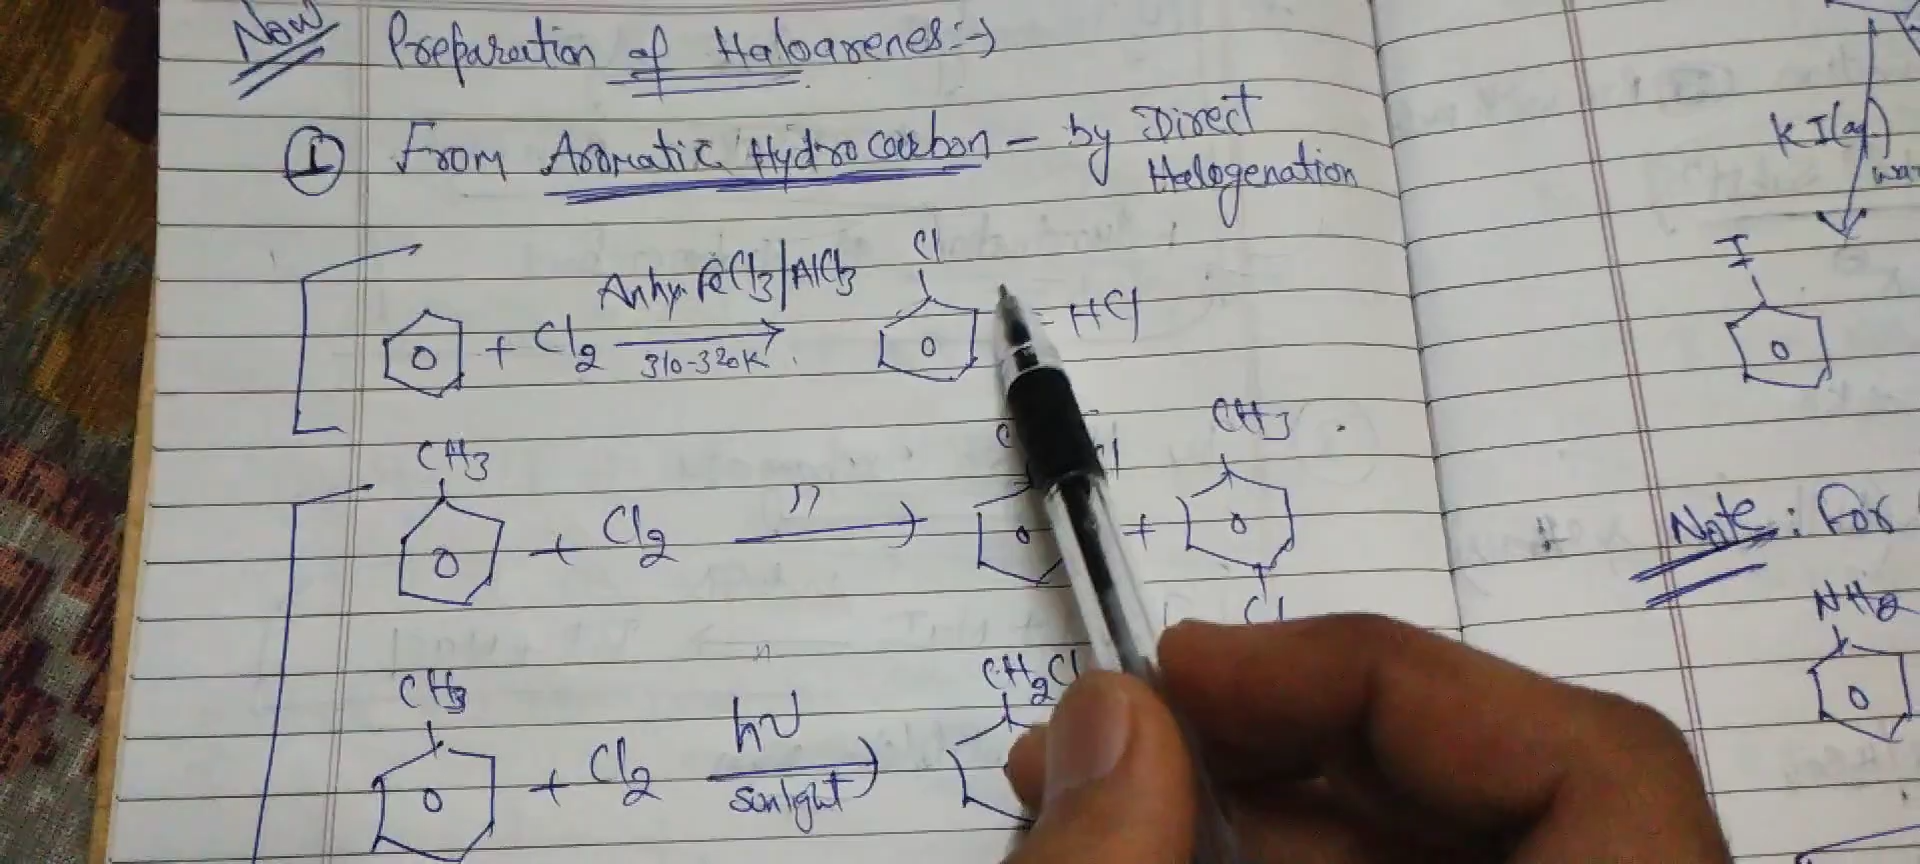 Now Preparation of Haloarenes:->
I From Aromatic Hydrocarbon - by Direct
Halogenation
Cl
Anhy. FeCl3/AlCl3
+ Cl2 310-320K HCl
CH3 CH3
+ Cl2 " +
Cl
CH3 CH2Cl
+ Cl2 hν
sunlight
KI(aq)
I
Note: For
NH2